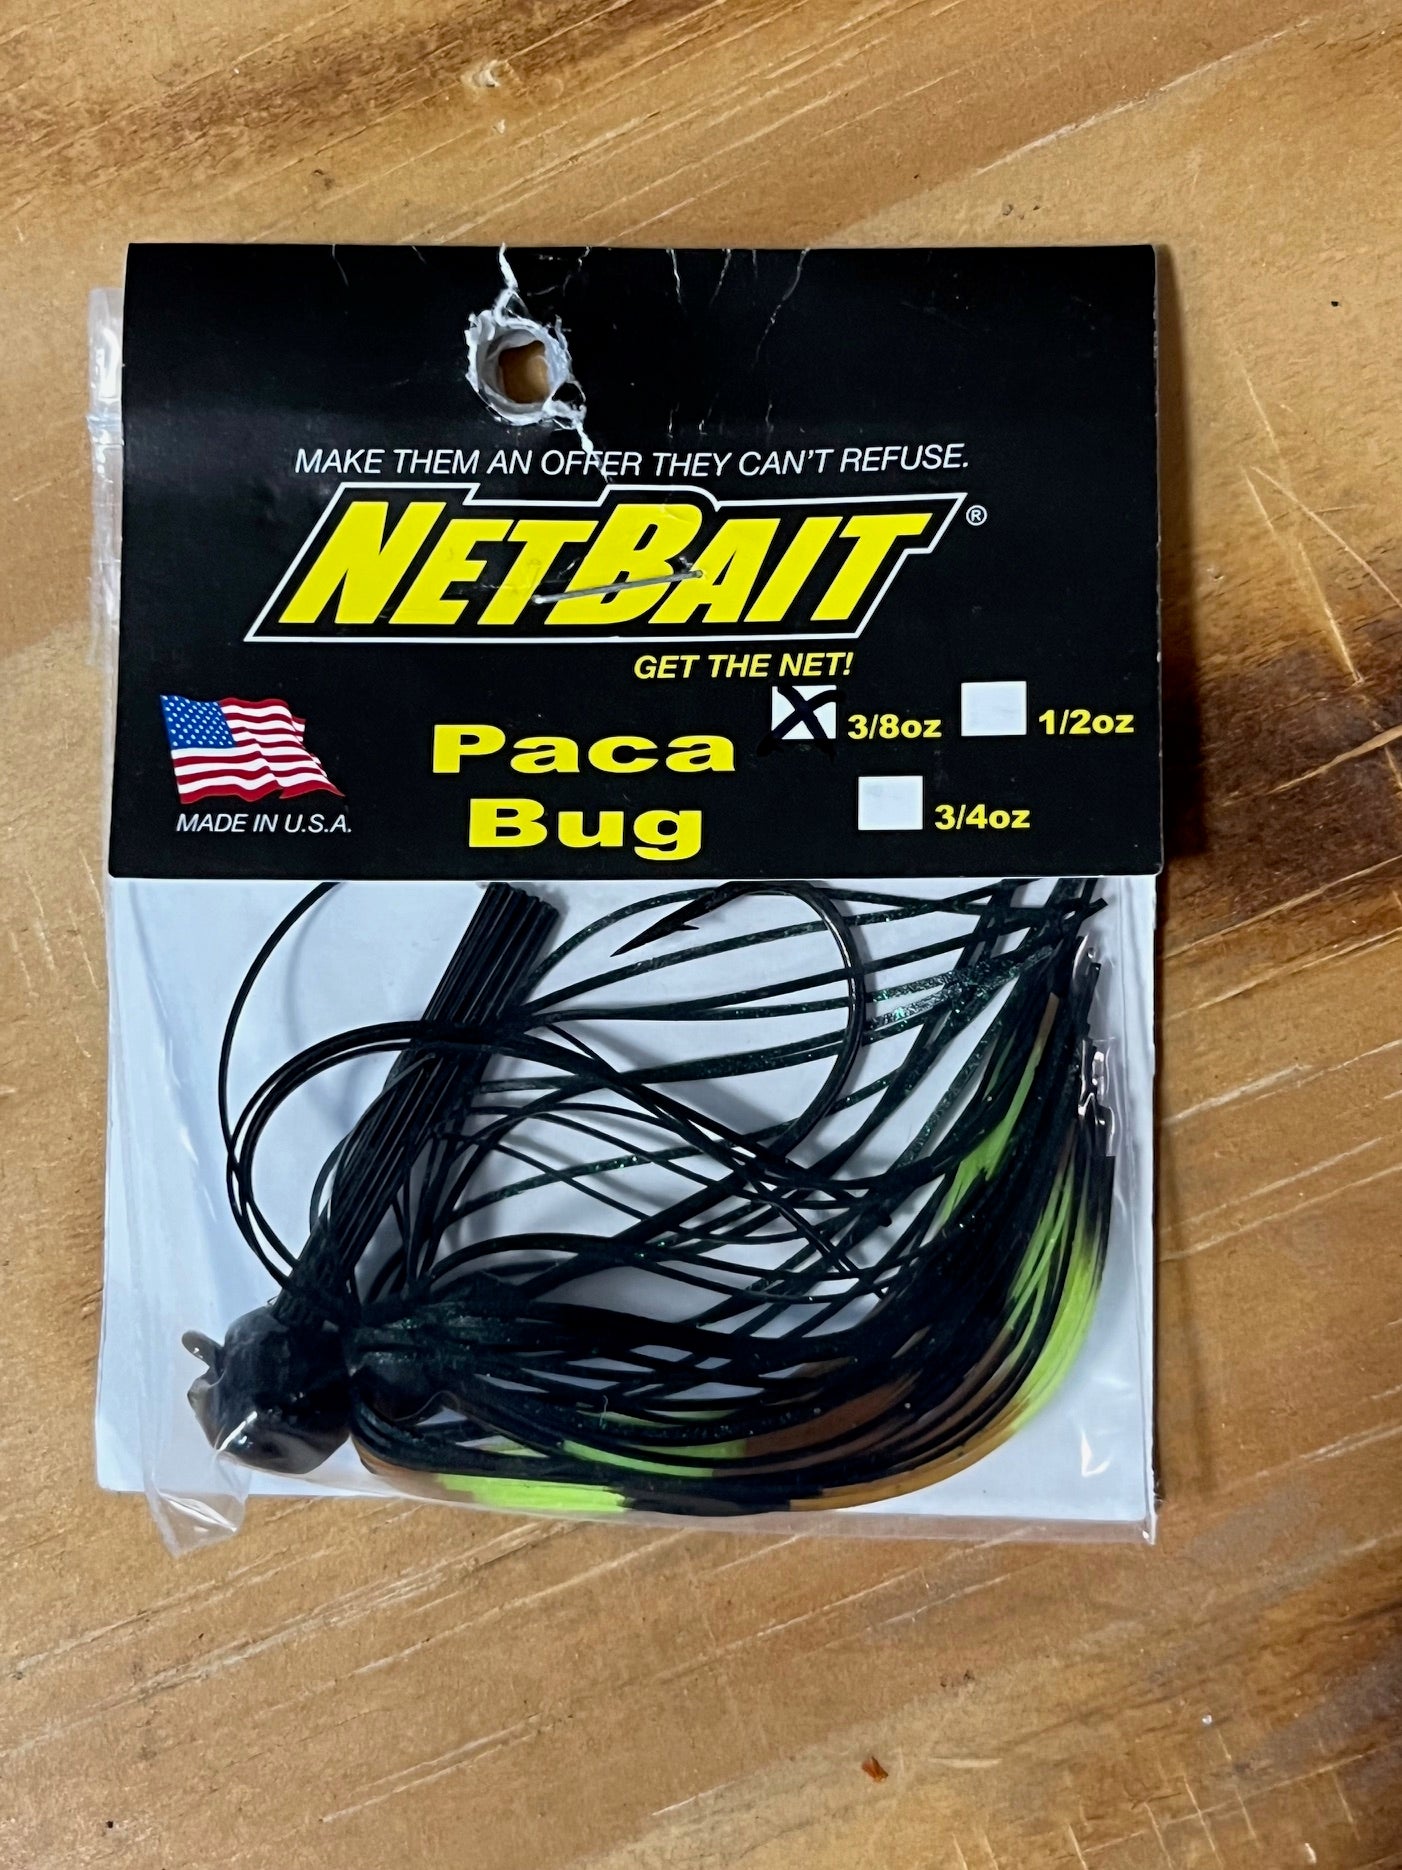 MAKE THEM AN OFFER THEY CAN'T REFUSE.
NETBAIT®
GET THE NET!
Paca
Bug
3/8oz 1/2oz
3/4oz
MADE IN U.S.A.